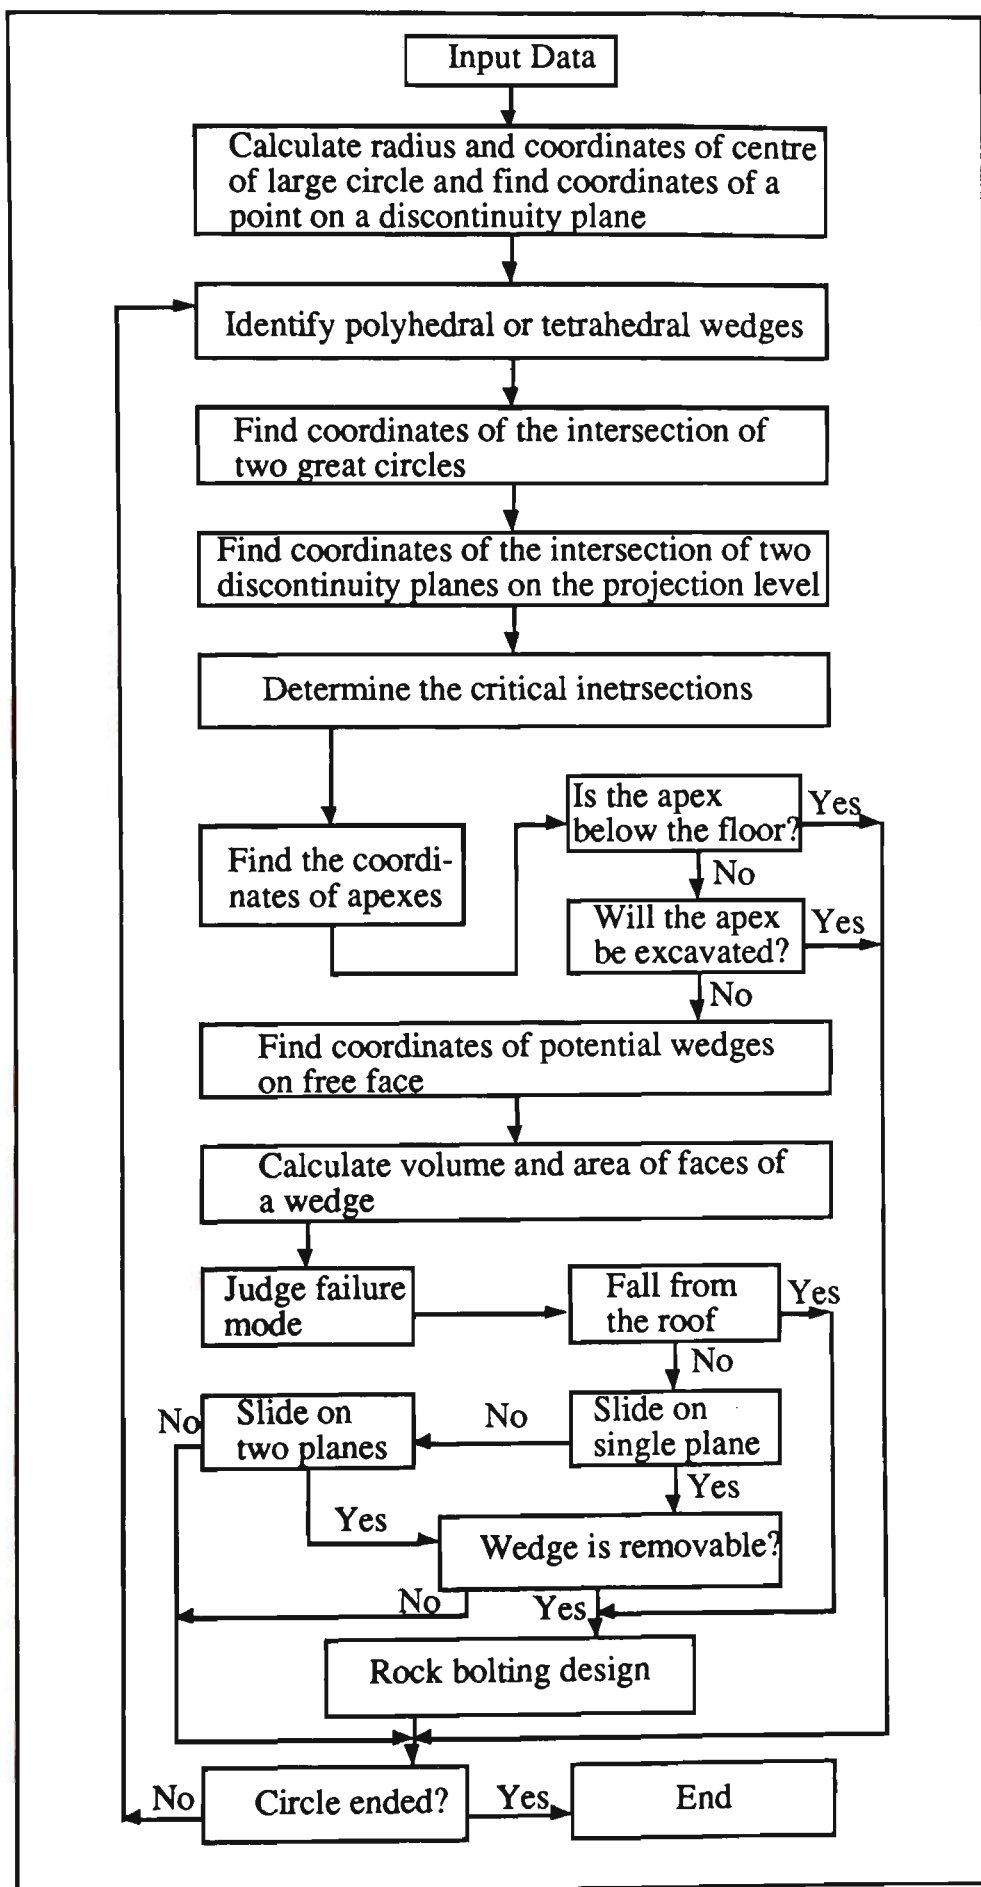 Input Data
Calculate radius and coordinates of centre
of large circle and find coordinates of a
point on a discontinuity plane
Identify polyhedral or tetrahedral wedges
Find coordinates of the intersection of
two great circles
Find coordinates of the intersection of two
discontinuity planes on the projection level
Determine the critical inetrsections
Is the apex
below the floor?
Yes
Find the coordi-
nates of apexes
No
Will the apex
be excavated?
Yes
No
Find coordinates of potential wedges
on free face
Calculate volume and area of faces of
a wedge
Judge failure
mode
Fall from
the roof
Yes
No
No
Slide on
two planes
No
Slide on
single plane
Yes
Yes
Wedge is removable?
No
Yes
Rock bolting design
No
Circle ended?
Yes
End